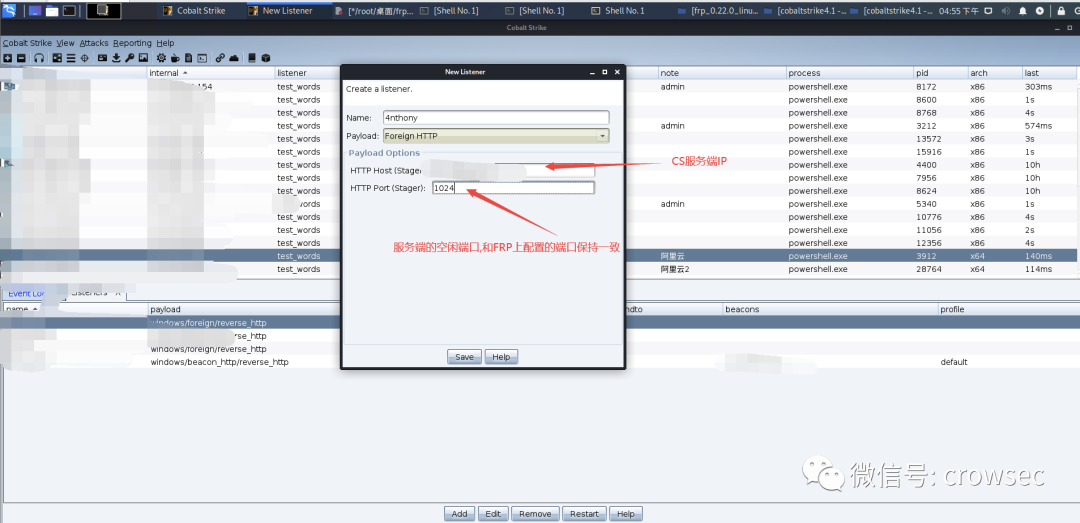 Cobalt Strike
New Listener
[*/root/桌面/frp...
[Shell No. 1]
[Shell No. 1]
Shell No. 1
[frp_0.22.0_linu...
[cobaltstrike4.1-...
[cobaltstrike4.1-...
04:55 下午
Cobalt Strike
Cobalt Strike View Attacks Reporting Help
internal listener note process pid arch last
154 test_words admin powershell.exe 8172 x86 303ms
test_words powershell.exe 8600 x86 1s
test_words powershell.exe 8768 x86 4s
test_words admin powershell.exe 3212 x86 574ms
test_words powershell.exe 13572 x86 3s
test_words powershell.exe 15916 x86 1s
test_words powershell.exe 4400 x86 10h
test_words powershell.exe 7956 x86 10h
test_words powershell.exe 8624 x86 10h
test_words admin powershell.exe 5340 x86 1s
test_words powershell.exe 10776 x86 4s
test_words powershell.exe 11056 x86 2s
test_words powershell.exe 12356 x86 4s
test_words 阿里云 powershell.exe 3912 x64 140ms
test_words 阿里云2 powershell.exe 28764 x64 114ms
New Listener
Create a listener.
Name: 4nthony
Payload: Foreign HTTP
Payload Options
HTTP Host (Stager
HTTP Port (Stager): 1024
CS服务端IP
服务端的空闲端口,和FRP上配置的端口保持一致
Save Help
Event Lo
Listeners X
name payload ndto beacons profile
windows/foreign/reverse_http
se_http
windows/foreign/reverse_http
windows/beacon_http/reverse_http default
微信号: crowsec
Add Edit Remove Restart Help